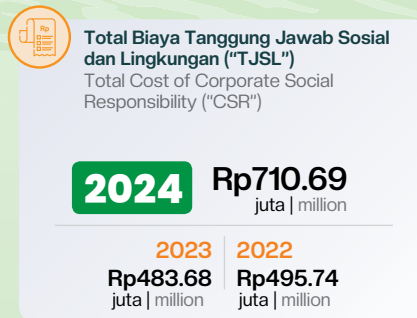 Rp
Total Biaya Tanggung Jawab Sosial
dan Lingkungan (“TJSL”)
Total Cost of Corporate Social
Responsibility (“CSR”)
2024
Rp710.69
juta | million
2023
Rp483.68
juta | million
2022
Rp495.74
juta | million